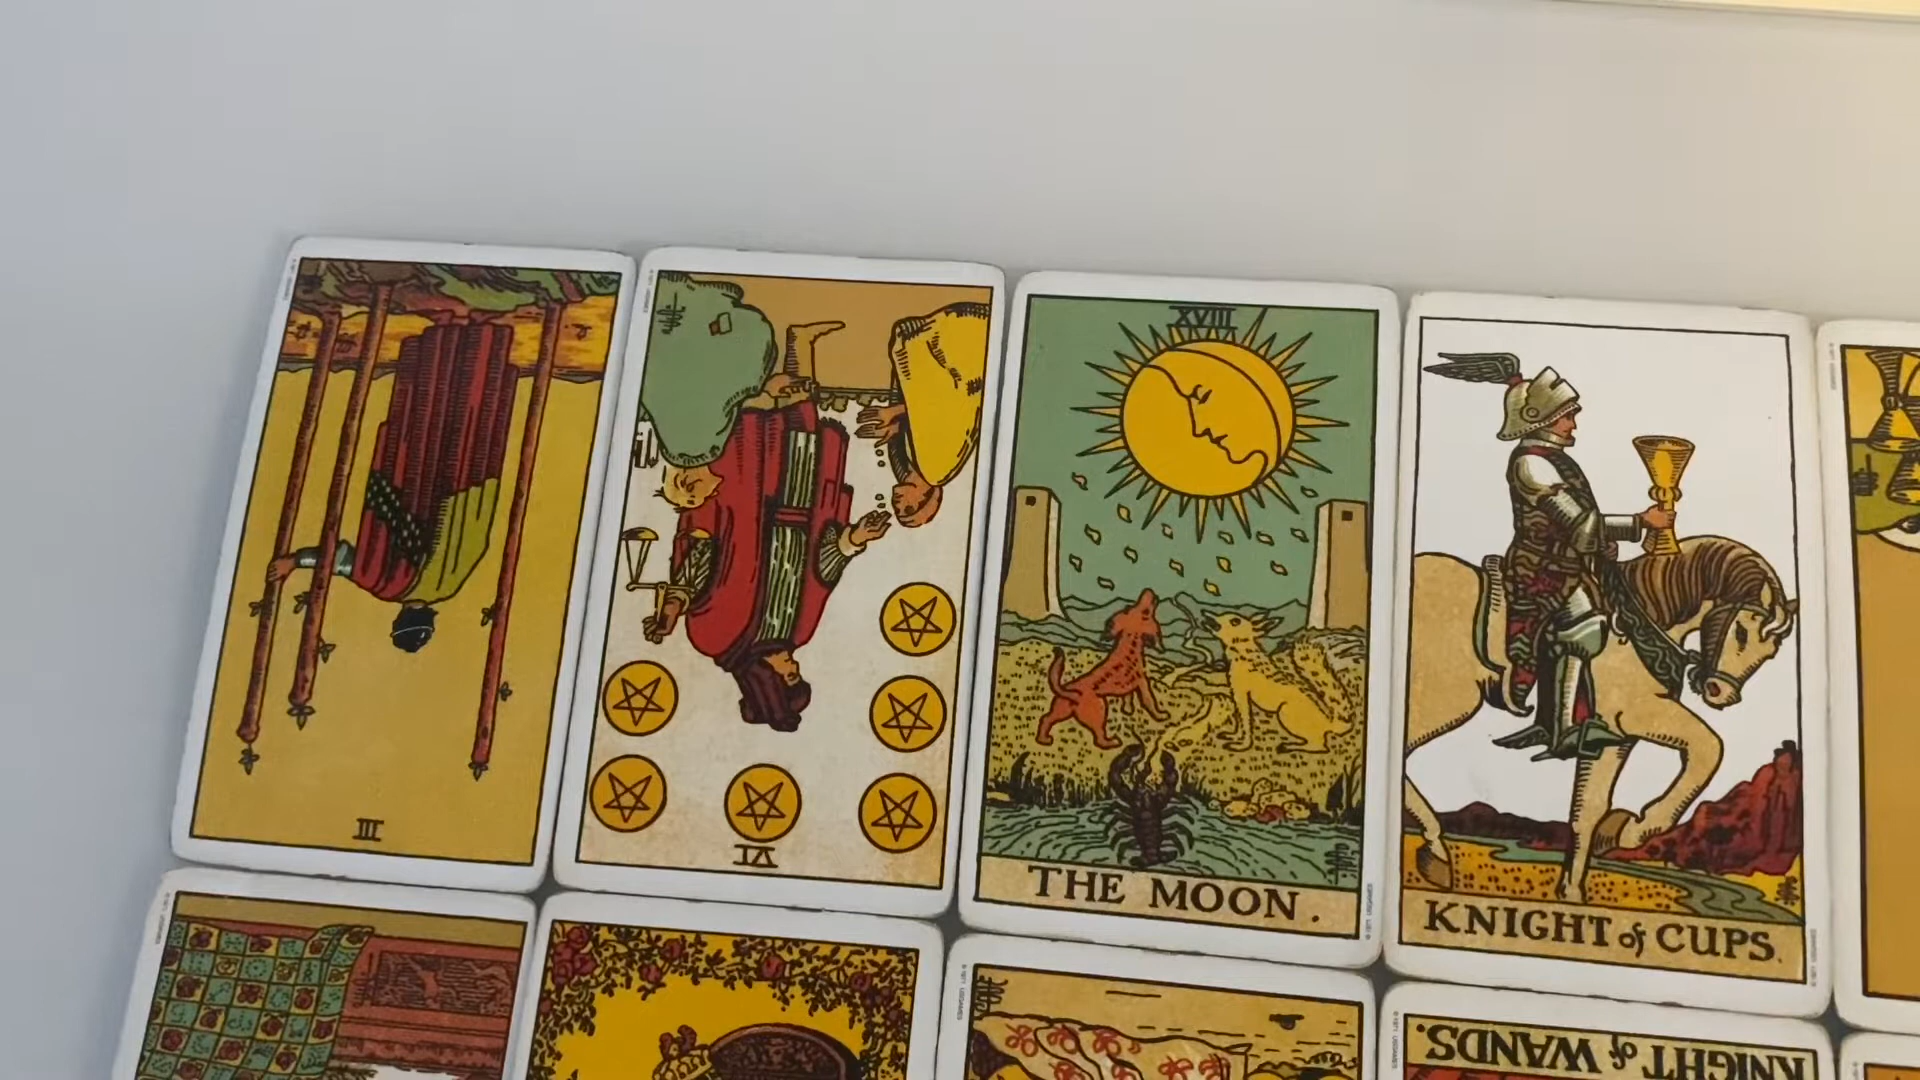 III
VI
XVIII
THE MOON.
KNIGHT of CUPS.
KNIGHT of WANDS.